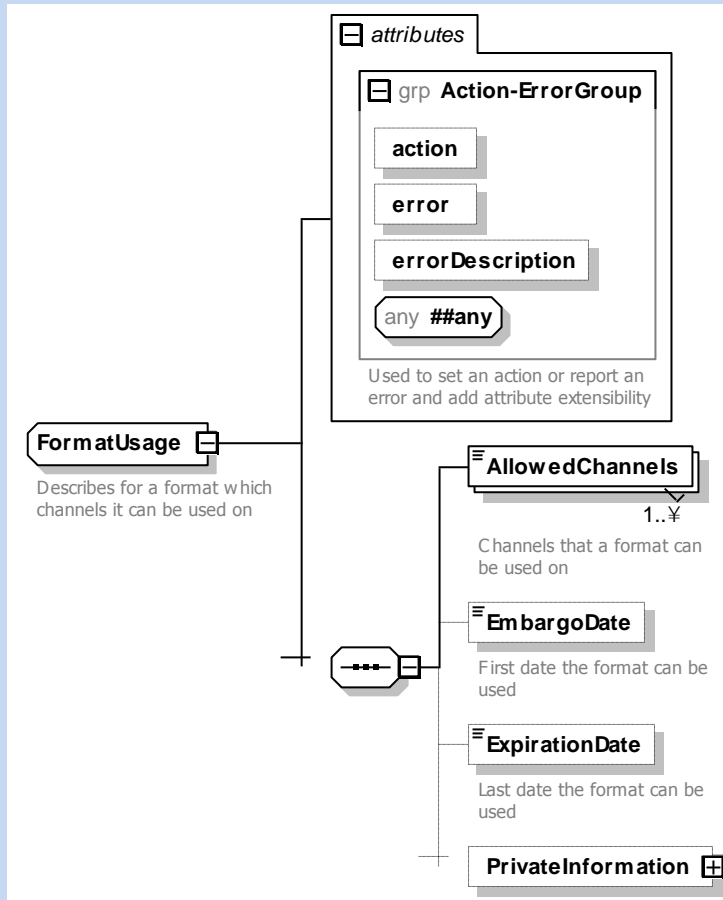 attributes
grp Action-ErrorGroup
action
error
errorDescription
any ##any
Used to set an action or report an
error and add attribute extensibility
FormatUsage
Describes for a format which
channels it can be used on
AllowedChannels
1..¥
Channels that a format can
be used on
EmbargoDate
First date the format can be
used
ExpirationDate
Last date the format can be
used
PrivateInformation